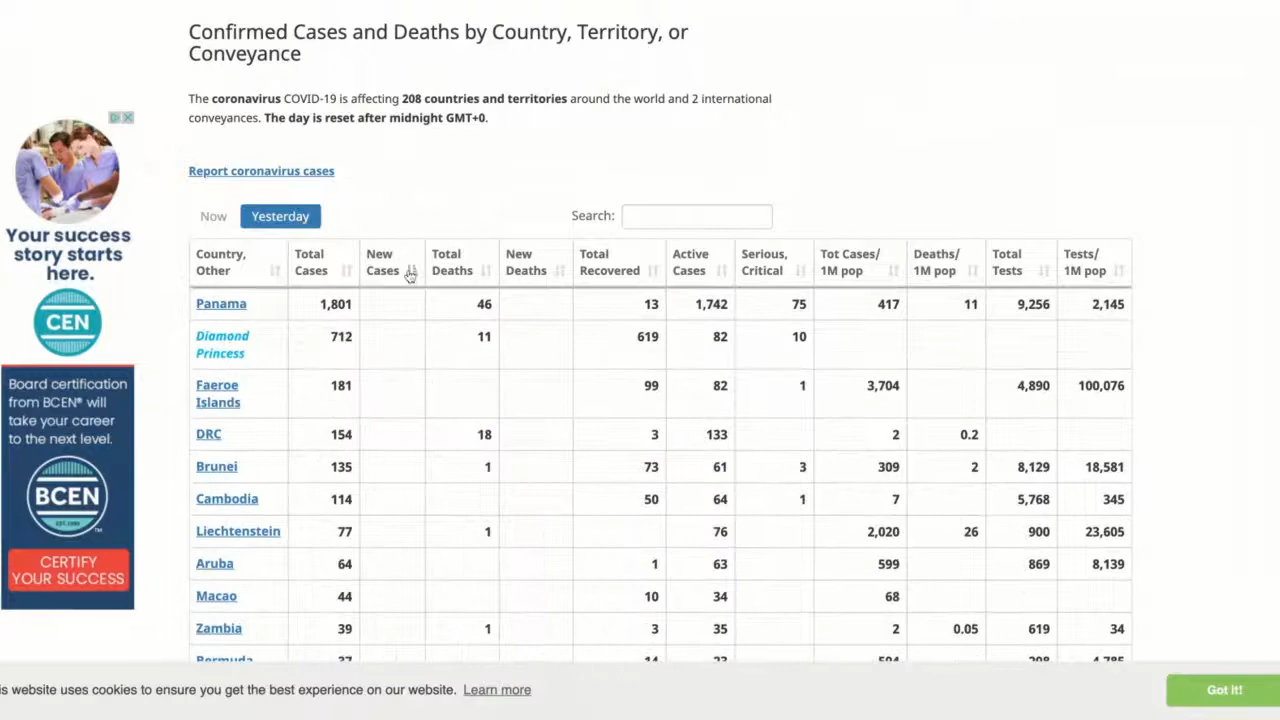 Confirmed Cases and Deaths by Country, Territory, or
Conveyance
The coronavirus COVID-19 is affecting 208 countries and territories around the world and 2 international
conveyances. The day is reset after midnight GMT+0.
Report coronavirus cases
Now Yesterday Search:
Country, Other Total Cases New Cases Total Deaths New Deaths Total Recovered Active Cases Serious, Critical Tot Cases/ 1M pop Deaths/ 1M pop Total Tests Tests/ 1M pop
Panama 1,801 46 13 1,742 75 417 11 9,256 2,145
Diamond Princess 712 11 619 82 10
Faeroe Islands 181 99 82 1 3,704 4,890 100,076
DRC 154 18 3 133 2 0.2
Brunei 135 1 73 61 3 309 2 8,129 18,581
Cambodia 114 50 64 1 7 5,768 345
Liechtenstein 77 1 76 2,020 26 900 23,605
Aruba 64 1 63 599 869 8,139
Macao 44 10 34 68
Zambia 39 1 3 35 2 0.05 619 34
Bermuda
Your success
story starts
here.
CEN
Board certification
from BCEN® will
take your career
to the next level.
BCEN
CERTIFY
YOUR SUCCESS
is website uses cookies to ensure you get the best experience on our website. Learn more
Got it!